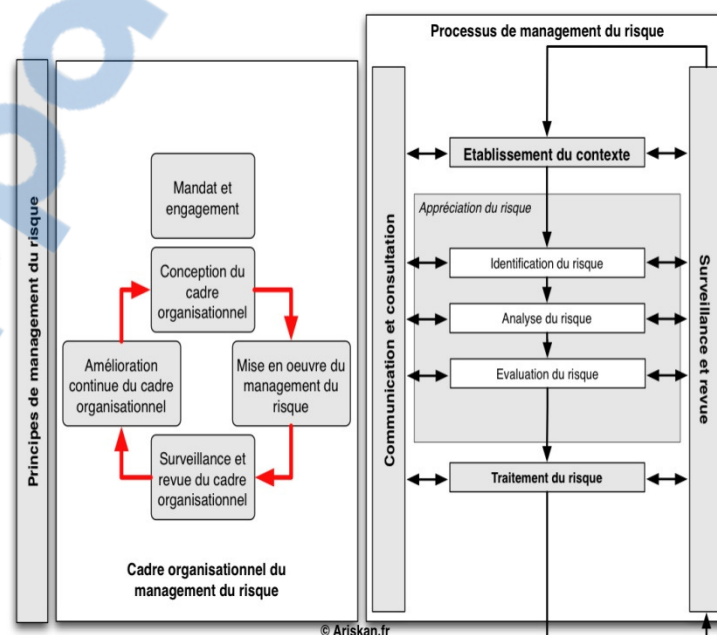 Principes de management du risque
Mandat et
engagement
Conception du
cadre
organisationnel
Amélioration
continue du cadre
organisationnel
Mise en oeuvre du
management du
risque
Surveillance et
revue du cadre
organisationnel
Cadre organisationnel du
management du risque
Processus de management du risque
Communication et consultation
Etablissement du contexte
Appréciation du risque
Identification du risque
Analyse du risque
Evaluation du risque
Traitement du risque
Surveillance et revue
© Ariskan.fr